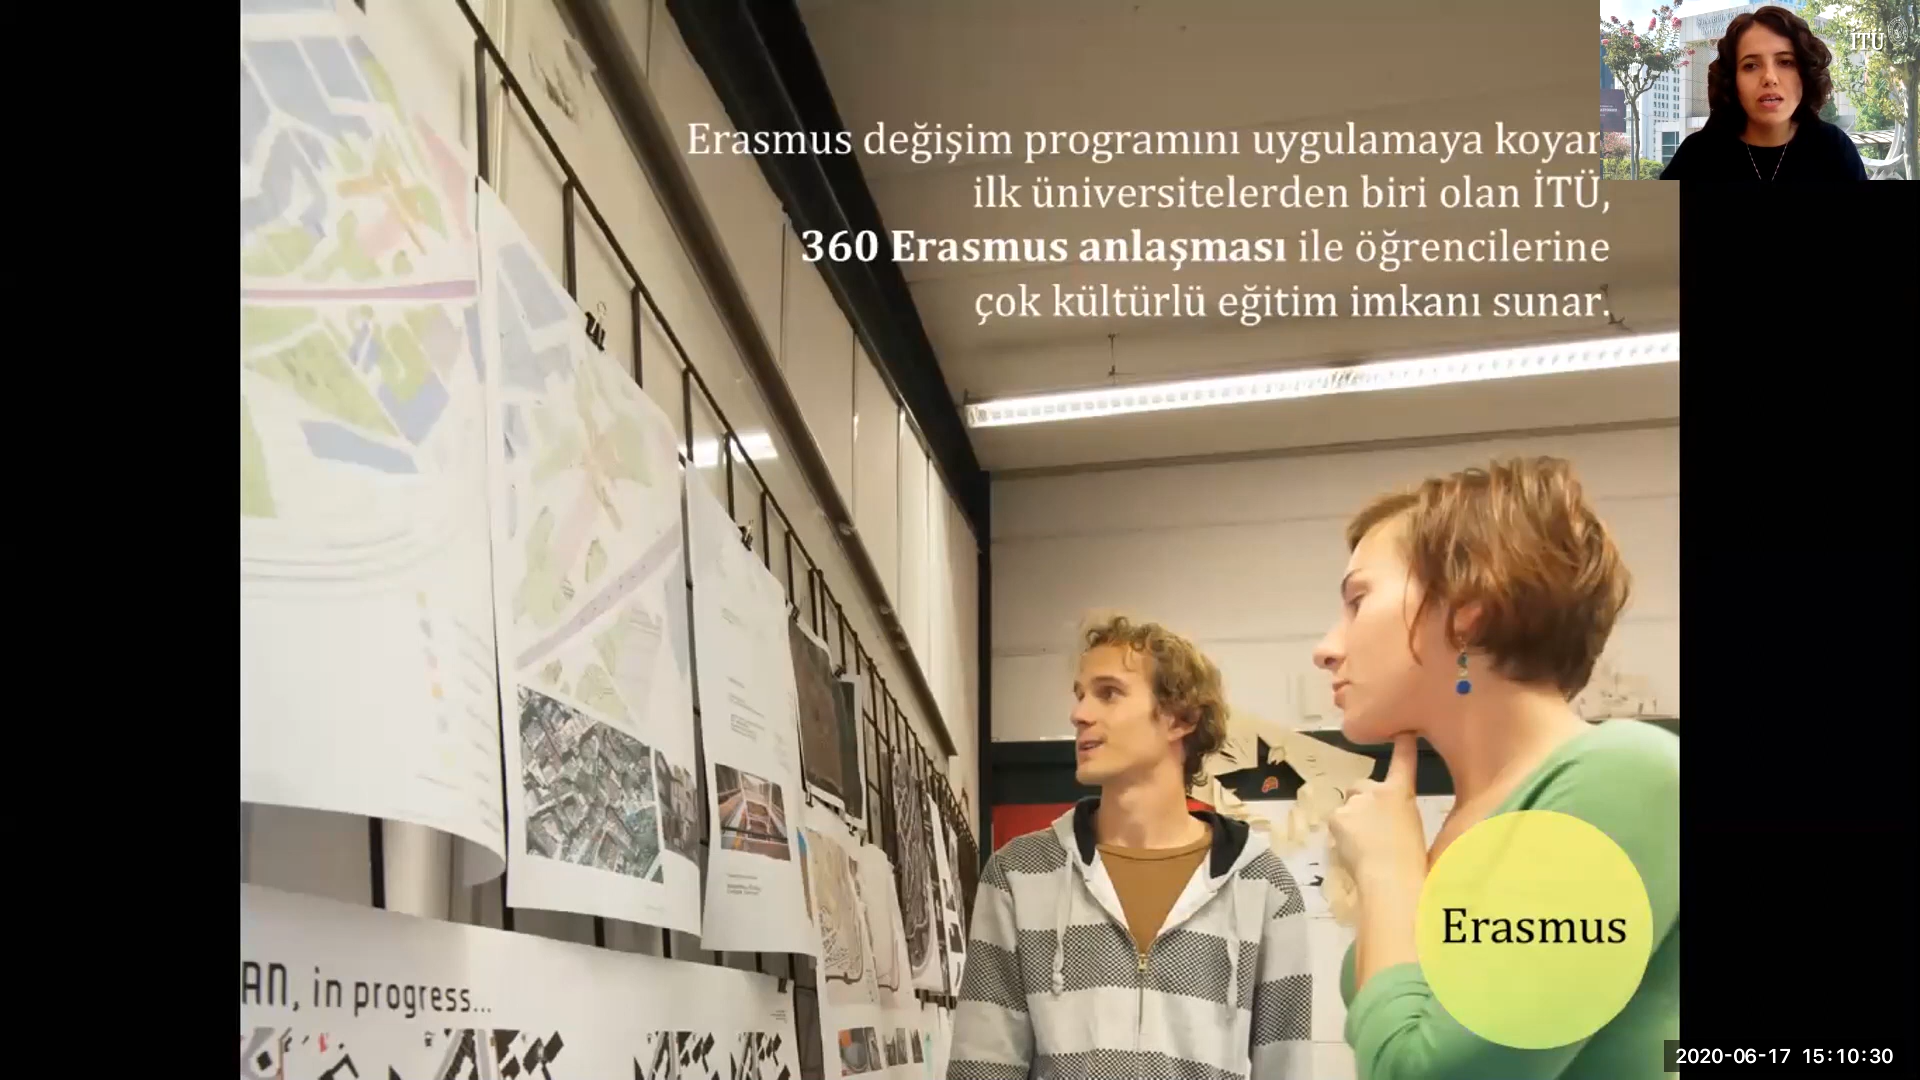 Erasmus değişim programını uygulamaya koyan
ilk üniversitelerden biri olan İTÜ,
360 Erasmus anlaşması ile öğrencilerine
çok kültürlü eğitim imkanı sunar.
İTÜ
Erasmus
AN, in progress...
2020-06-17 15:10:30